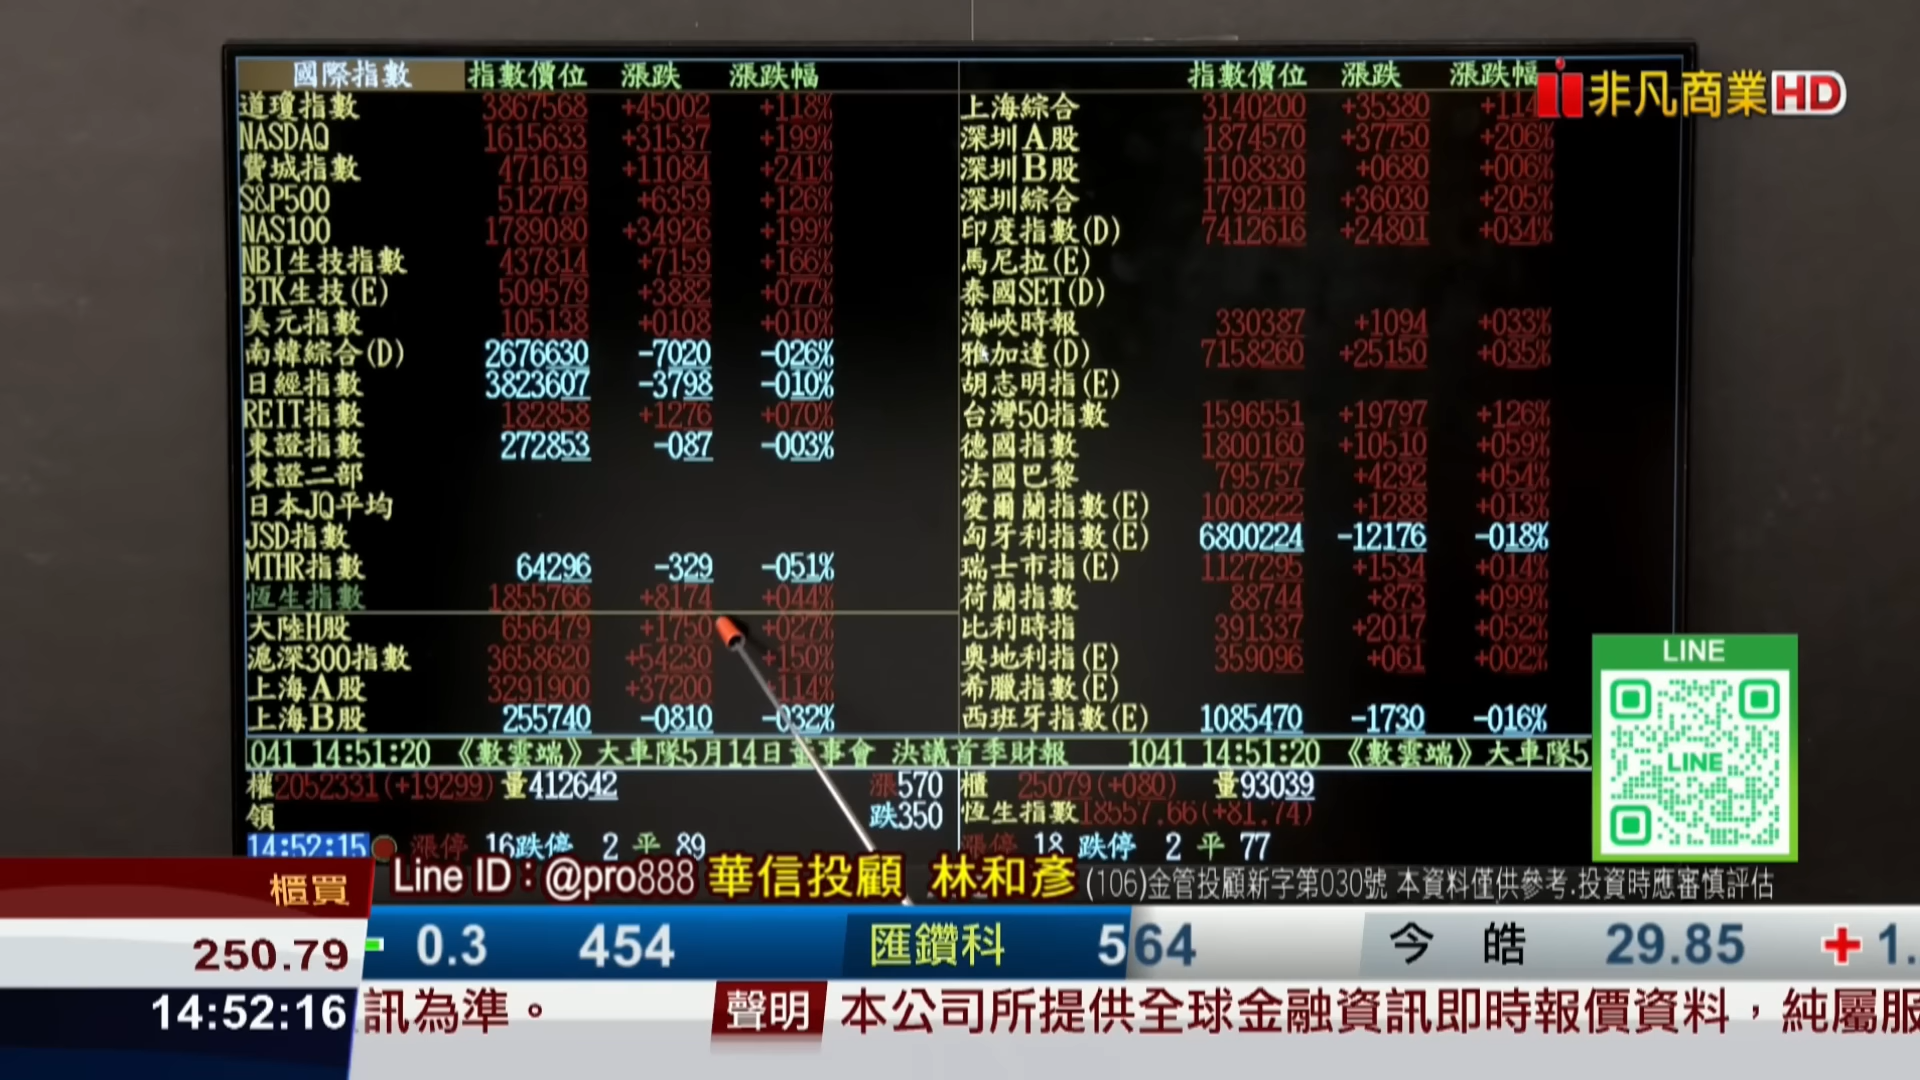 國際指數 指數價位 漲跌 漲跌幅
道瓊指數 3867568 +45002 +118%
NASDAQ 1615633 +31537 +199%
費城指數 471619 +11084 +241%
S&P500 512779 +6359 +126%
NAS100 1789080 +34926 +199%
NBI生技指數 437814 +7159 +166%
BTK生技(E) 509579 +3882 +077%
美元指數 105138 +0108 +010%
南韓綜合(D) 2676630 -7020 -026%
日經指數 3823607 -3798 -010%
REIT指數 182858 +1276 +070%
東證指數 272853 -087 -003%
東證二部
日本JQ平均
JSD指數
MTHR指數 64296 -329 -051%
恆生指數 1855766 +8174 +044%
大陸H股 656479 +1750 +027%
滬深300指數 3658620 +54230 +150%
上海A股 3291900 +37200 +114%
上海B股 255740 -0810 -032%
指數價位 漲跌 漲跌幅
上海綜合 3140200 +35380 +114
深圳A股 1874570 +37750 +206%
深圳B股 1108330 +0680 +006%
深圳綜合 1792110 +36030 +205%
印度指數(D) 7412616 +24801 +034%
馬尼拉(E)
泰國SET(D)
海峽時報 330387 +1094 +033%
雅加達(D) 7158260 +25150 +035%
胡志明指(E)
台灣50指數 1596551 +19797 +126%
德國指數 1800160 +10510 +059%
法國巴黎 795757 +4292 +054%
愛爾蘭指數(E) 1008222 +1288 +013%
匈牙利指數(E) 6800224 -12176 -018%
瑞士市指(E) 1127295 +1534 +014%
荷蘭指數 88744 +873 +099%
比利時指 391337 +2017 +052%
奧地利指(E) 359096 +061 +002%
希臘指數(E)
西班牙指數(E) 1085470 -1730 -016%
041 14:51:20 《數雲端》大車隊5月14日董事會 決議首季財報 1041 14:51:20 《數雲端》大車隊5
權2052331(+19299) 量412642 漲570 櫃 25079(+080) 量93039
領 跌350 恆生指數18557.66(+81.74)
14:52:15 漲停 16跌停 2 平 89 漲停 18 跌停 2 平 77
非凡商業HD
LINE
LINE
Line ID：@pro888 華信投顧 林和彥 (106)金管投顧新字第030號 本資料僅供參考.投資時應審慎評估
櫃買
250.79
0.3 454 匯鑽科 564 今 皓 29.85 + 1.
14:52:16
訊為準。 聲明 本公司所提供全球金融資訊即時報價資料，純屬服